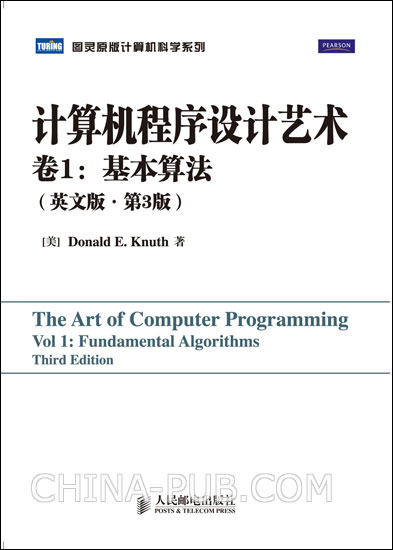 TURING
图灵原版计算机科学系列
PEARSON
计算机程序设计艺术
卷1：基本算法
（英文版·第3版）
[美] Donald E. Knuth 著
The Art of Computer Programming
Vol 1: Fundamental Algorithms
Third Edition
人民邮电出版社
POSTS & TELECOM PRESS
CHINA-PUB.COM